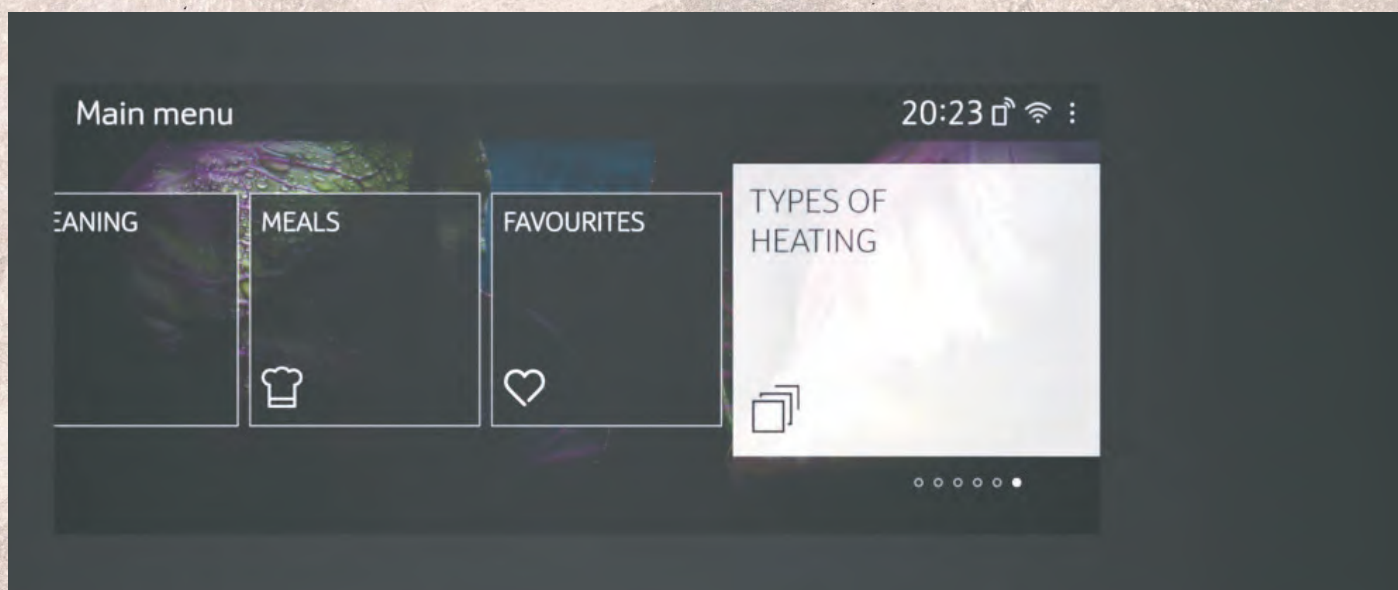 Main menu
20:23
EANING
MEALS
FAVOURITES
TYPES OF
HEATING